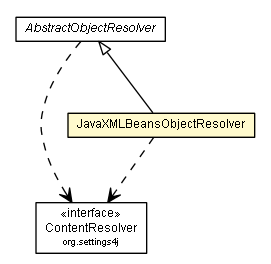 AbstractObjectResolver
JavaXMLBeansObjectResolver
«interface»
ContentResolver
org.settings4j